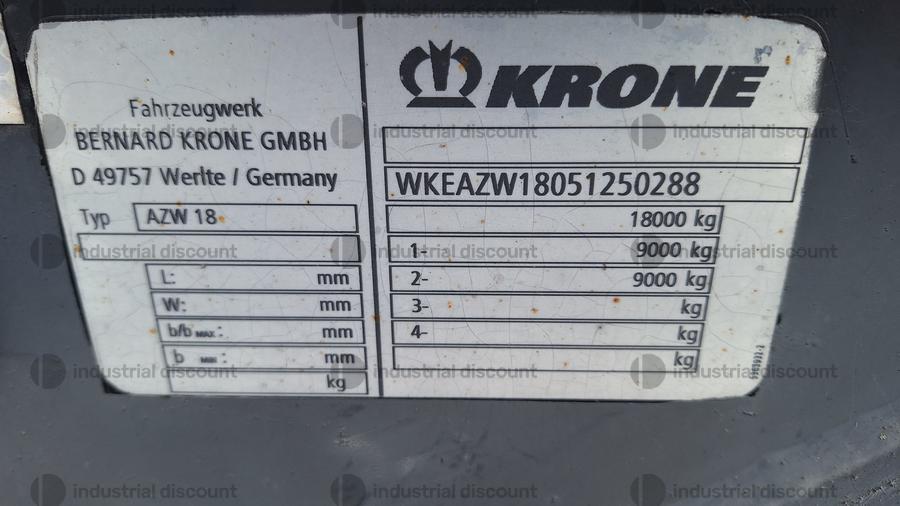 KRONE
Fahrzeugwerk
BERNARD KRONE GMBH
D 49757 Werlte / Germany
Typ AZW 18
L: mm
W: mm
b/b MAX : mm
b MIN : mm
kg
WKEAZW18051250288
18000 kg
1- 9000 kg
2- 9000 kg
3- kg
4- kg
kg
industrial discount